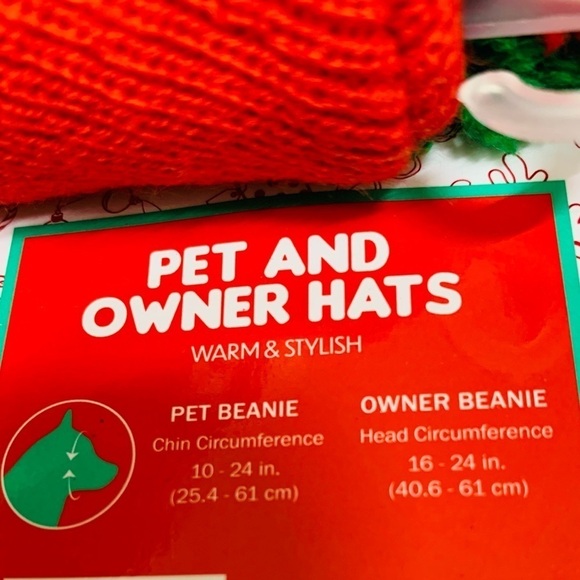 PET AND
OWNER HATS
WARM & STYLISH
PET BEANIE
Chin Circumference
10 - 24 in.
(25.4 - 61 cm)
OWNER BEANIE
Head Circumference
16 - 24 in.
(40.6 - 61 cm)